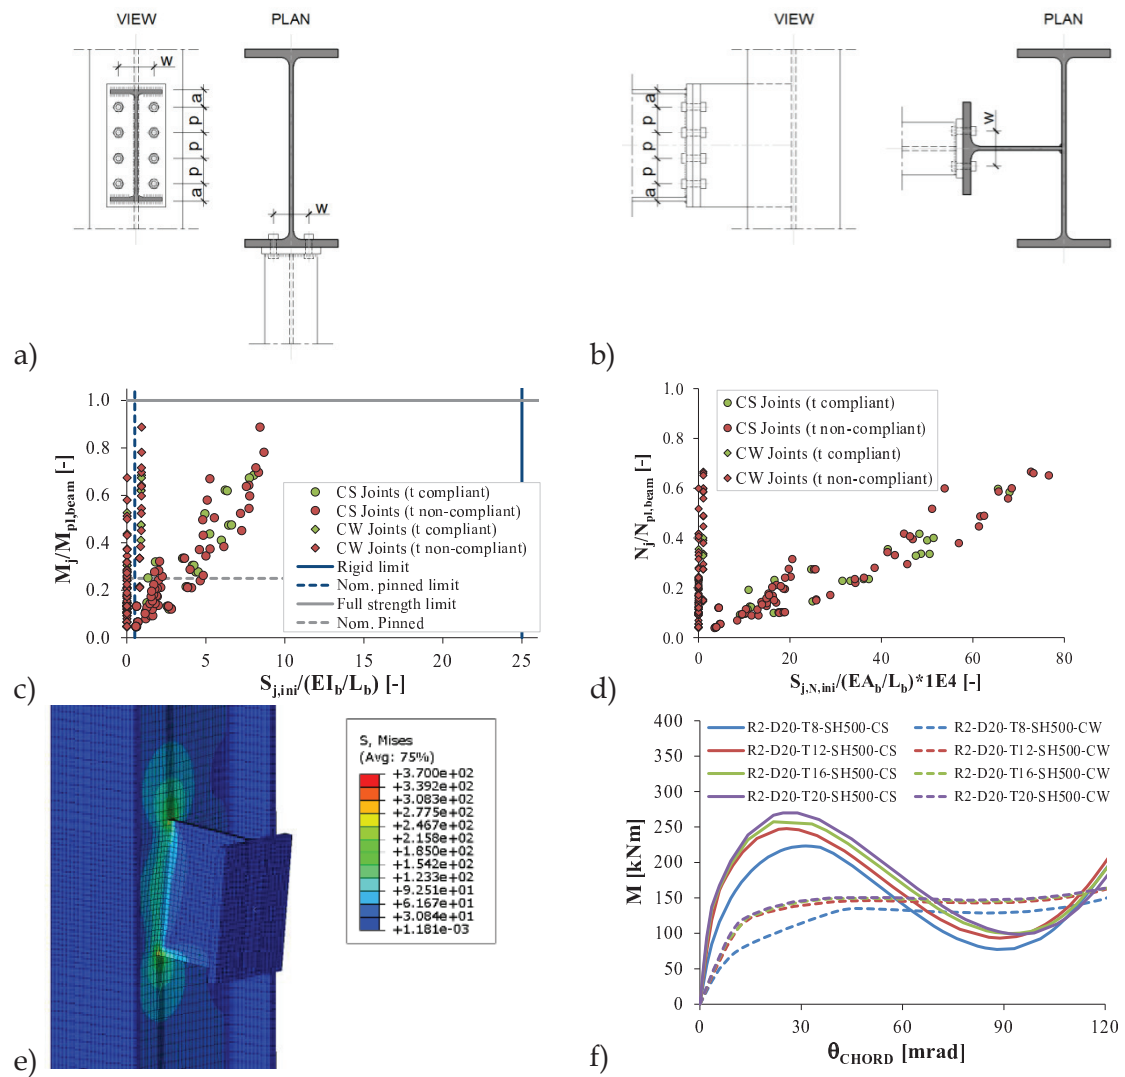 VIEW
PLAN
w
a
p
p
p
a
w
a)
VIEW
PLAN
a
p
p
p
a
w
b)
Mj/Mpl,beam [-]
1.0
0.8
0.6
0.4
0.2
0.0
0
5
10
15
20
25
CS Joints (t compliant)
CS Joints (t non-compliant)
CW Joints (t compliant)
CW Joints (t non-compliant)
Rigid limit
Nom. pinned limit
Full strength limit
Nom. Pinned
Sj,ini/(EIb/Lb) [-]
c)
Nj/Npl,beam [-]
1.0
0.8
0.6
0.4
0.2
0.0
0
20
40
60
80
CS Joints (t compliant)
CS Joints (t non-compliant)
CW Joints (t compliant)
CW Joints (t non-compliant)
Sj,N,ini/(EAb/Lb)*1E4 [-]
d)
S, Mises
(Avg: 75%)
+3.700e+02
+3.392e+02
+3.083e+02
+2.775e+02
+2.467e+02
+2.158e+02
+1.850e+02
+1.542e+02
+1.233e+02
+9.251e+01
+6.167e+01
+3.084e+01
+1.181e-03
e)
M [kNm]
400
350
300
250
200
150
100
50
0
0
30
60
90
120
R2-D20-T8-SH500-CS
R2-D20-T8-SH500-CW
R2-D20-T12-SH500-CS
R2-D20-T12-SH500-CW
R2-D20-T16-SH500-CS
R2-D20-T16-SH500-CW
R2-D20-T20-SH500-CS
R2-D20-T20-SH500-CW
θCHORD [mrad]
f)